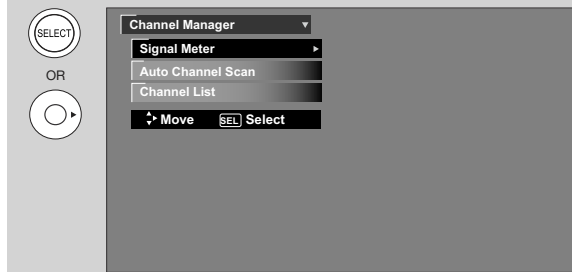 SELECT
OR
Channel Manager
Signal Meter
Auto Channel Scan
Channel List
Move SEL Select